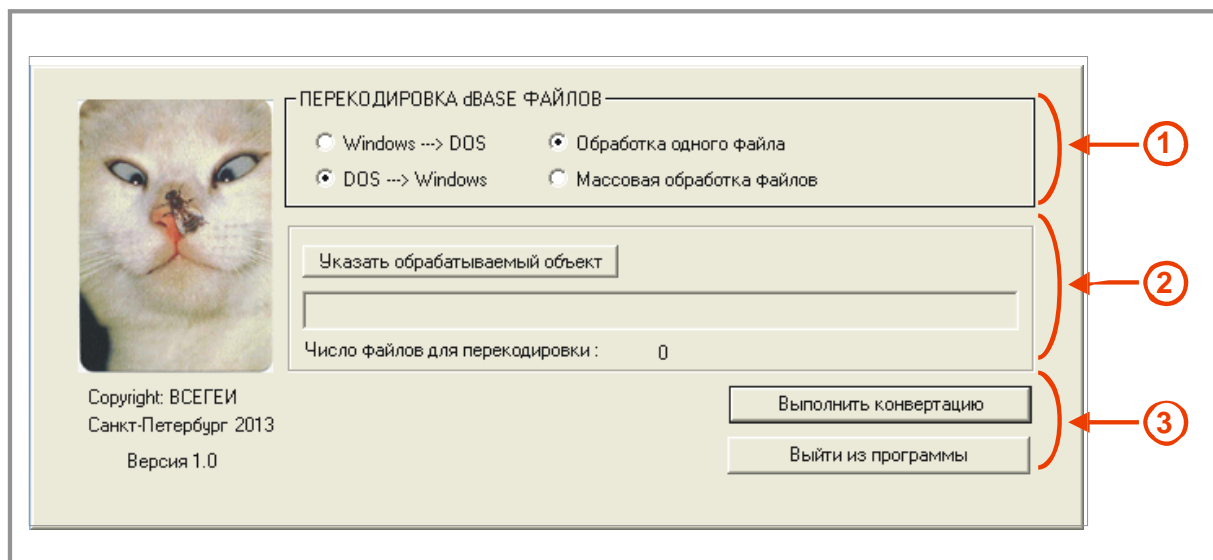 ПЕРЕКОДИРОВКА dBASE ФАЙЛОВ
Windows ---> DOS
Обработка одного файла
DOS ---> Windows
Массовая обработка файлов
1
Указать обрабатываемый объект
Число файлов для перекодировки :
0
2
Copyright: ВСЕГЕИ
Санкт-Петербург 2013
Версия 1.0
Выполнить конвертацию
Выйти из программы
3